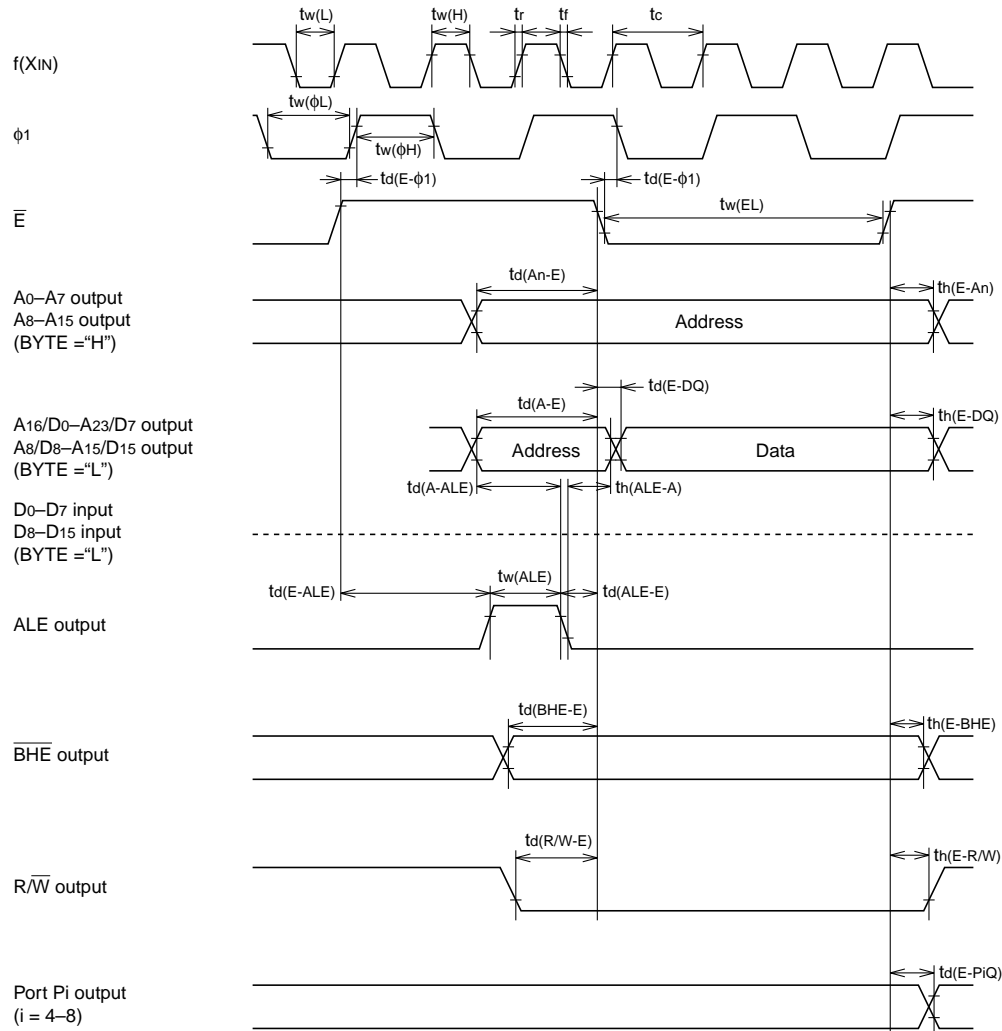 tw(L) tw(H) tr tf tc
f(XIN)
tw(ϕL)
ϕ1
tw(ϕH)
td(E-ϕ1) td(E-ϕ1)
tw(EL)
E̅
td(An-E) th(E-An)
A0–A7 output
A8–A15 output
(BYTE ="H")
Address
td(E-DQ)
td(A-E) th(E-DQ)
A16/D0–A23/D7 output
A8/D8–A15/D15 output
(BYTE ="L")
Address Data
td(A-ALE) th(ALE-A)
D0–D7 input
D8–D15 input
(BYTE ="L")
tw(ALE)
td(E-ALE) td(ALE-E)
ALE output
td(BHE-E) th(E-BHE)
B̅H̅E̅ output
td(R/W-E) th(E-R/W)
R/W̅ output
td(E-PiQ)
Port Pi output
(i = 4–8)